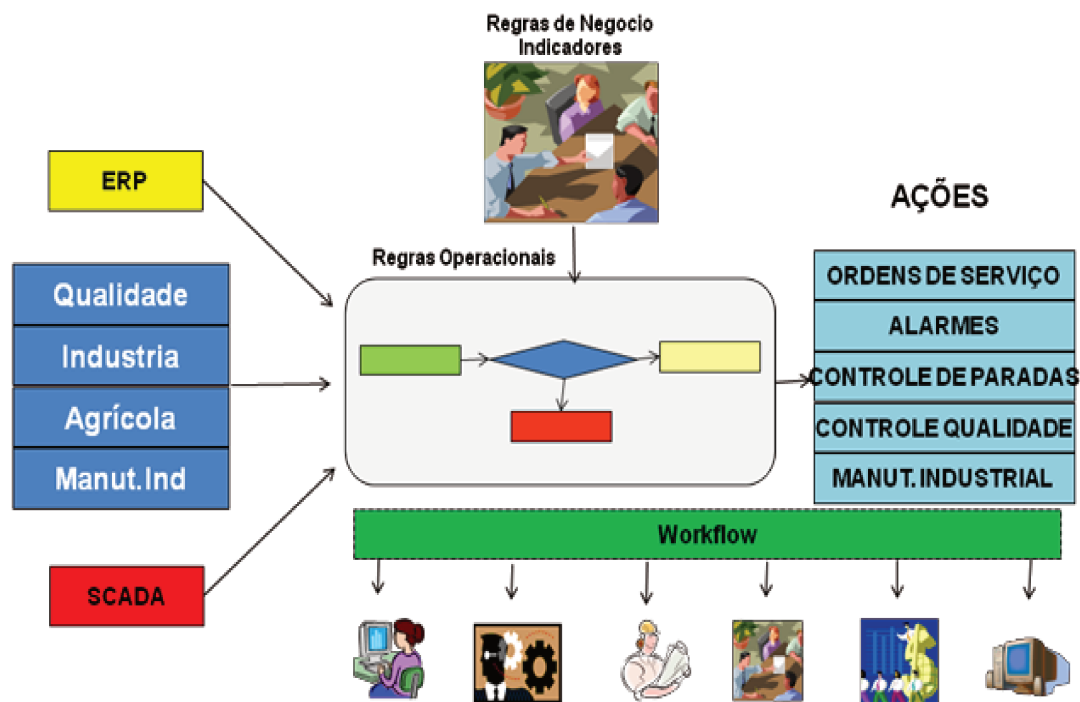 Regras de Negocio
Indicadores
ERP
AÇÕES
Regras Operacionais
Qualidade
Industria
Agrícola
Manut.Ind
ORDENS DE SERVIÇO
ALARMES
CONTROLE DE PARADAS
CONTROLE QUALIDADE
MANUT. INDUSTRIAL
Workflow
SCADA